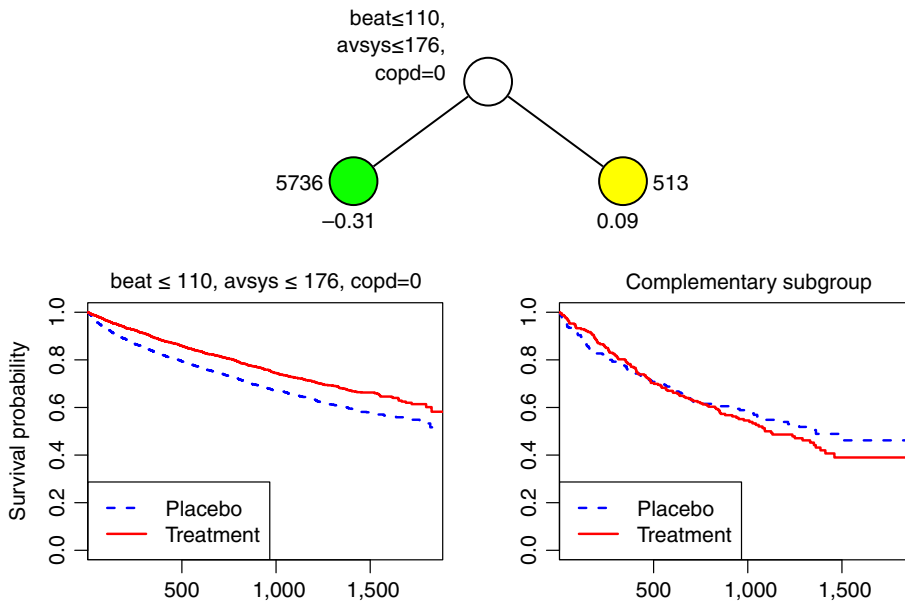 beat≤110,
avsys≤176,
copd=0
5736
513
−0.31
0.09
beat ≤ 110, avsys ≤ 176, copd=0
Complementary subgroup
Survival probability
1.0
0.8
0.6
0.4
0.2
0.0
Placebo
Treatment
500
1,000
1,500
1.0
0.8
0.6
0.4
0.2
0.0
Placebo
Treatment
500
1,000
1,500